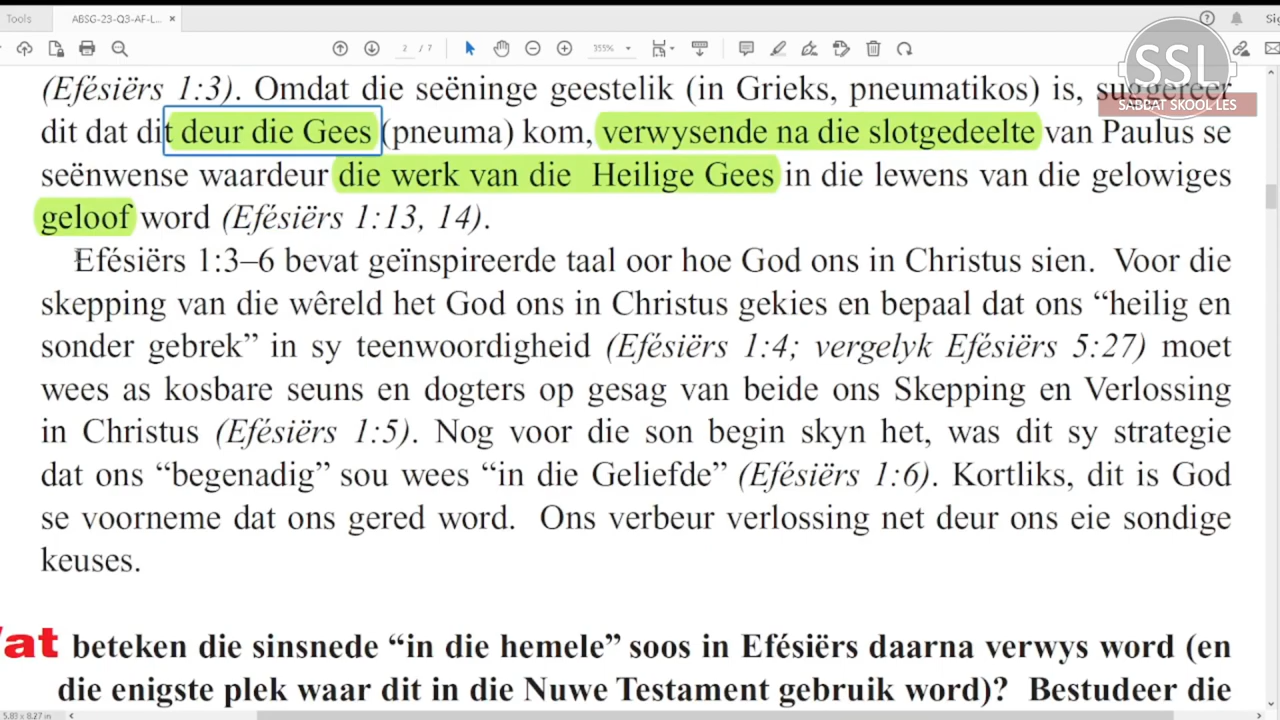 Tools ABSG-23-Q3-AF-L... ×
2 / 7 355%
SSL
SABBAT SKOOL LES
(Efésiërs 1:3). Omdat die seëninge geestelik (in Grieks, pneumatikos) is, suggereer
dit dat dit deur die Gees (pneuma) kom, verwysende na die slotgedeelte van Paulus se
seënwense waardeur die werk van die Heilige Gees in die lewens van die gelowiges
geloof word (Efésiërs 1:13, 14).
Efésiërs 1:3–6 bevat geïnspireerde taal oor hoe God ons in Christus sien. Voor die
skepping van die wêreld het God ons in Christus gekies en bepaal dat ons “heilig en
sonder gebrek” in sy teenwoordigheid (Efésiërs 1:4; vergelyk Efésiërs 5:27) moet
wees as kosbare seuns en dogters op gesag van beide ons Skepping en Verlossing
in Christus (Efésiërs 1:5). Nog voor die son begin skyn het, was dit sy strategie
dat ons “begenadig” sou wees “in die Geliefde” (Efésiërs 1:6). Kortliks, dit is God
se voorneme dat ons gered word. Ons verbeur verlossing net deur ons eie sondige
keuses.
at beteken die sinsnede “in die hemele” soos in Efésiërs daarna verwys word (en
die enigste plek waar dit in die Nuwe Testament gebruik word)? Bestudeer die
5.83 x 8.27 in